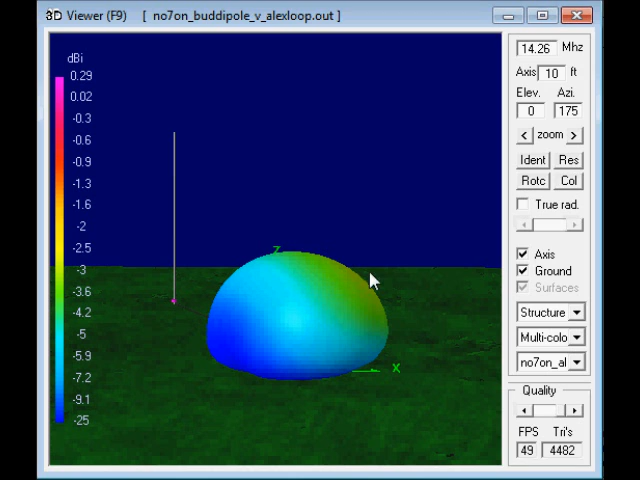 3D Viewer (F9) [ no7on_buddipole_v_alexloop.out ]
dBi
0.29
0.02
-0.3
-0.6
-0.9
-1.3
-1.6
-2
-2.5
-3
-3.6
-4.2
-5
-5.9
-7.2
-9.1
-25
Z
X
14.26 Mhz
Axis 10 ft
Elev. Azi.
0 175
< zoom >
Ident Res
Rotc Col
True rad.
Axis
Ground
Surfaces
Structure
Multi-colo
no7on_al
Quality
FPS Tri's
49 4482